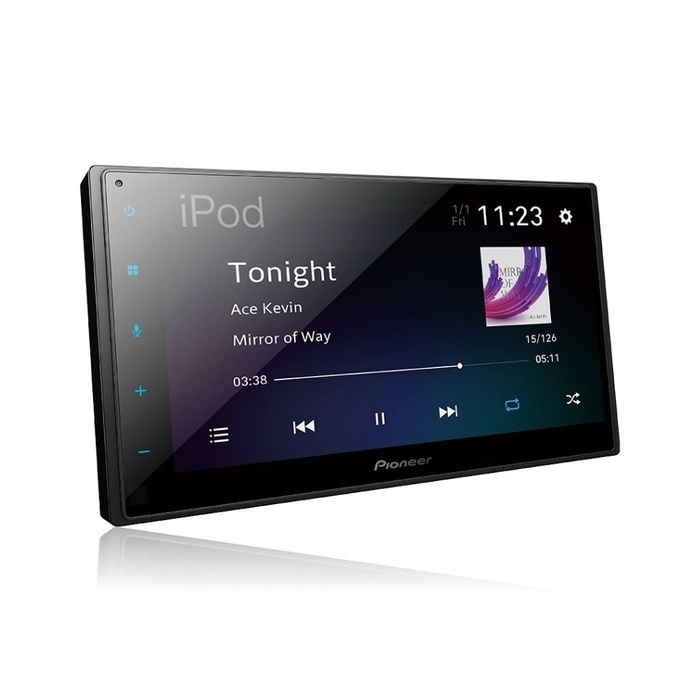 iPod
1/1
Fri
11:23
Tonight
Ace Kevin
Mirror of Way
15/126
03:38
05:11
Pioneer